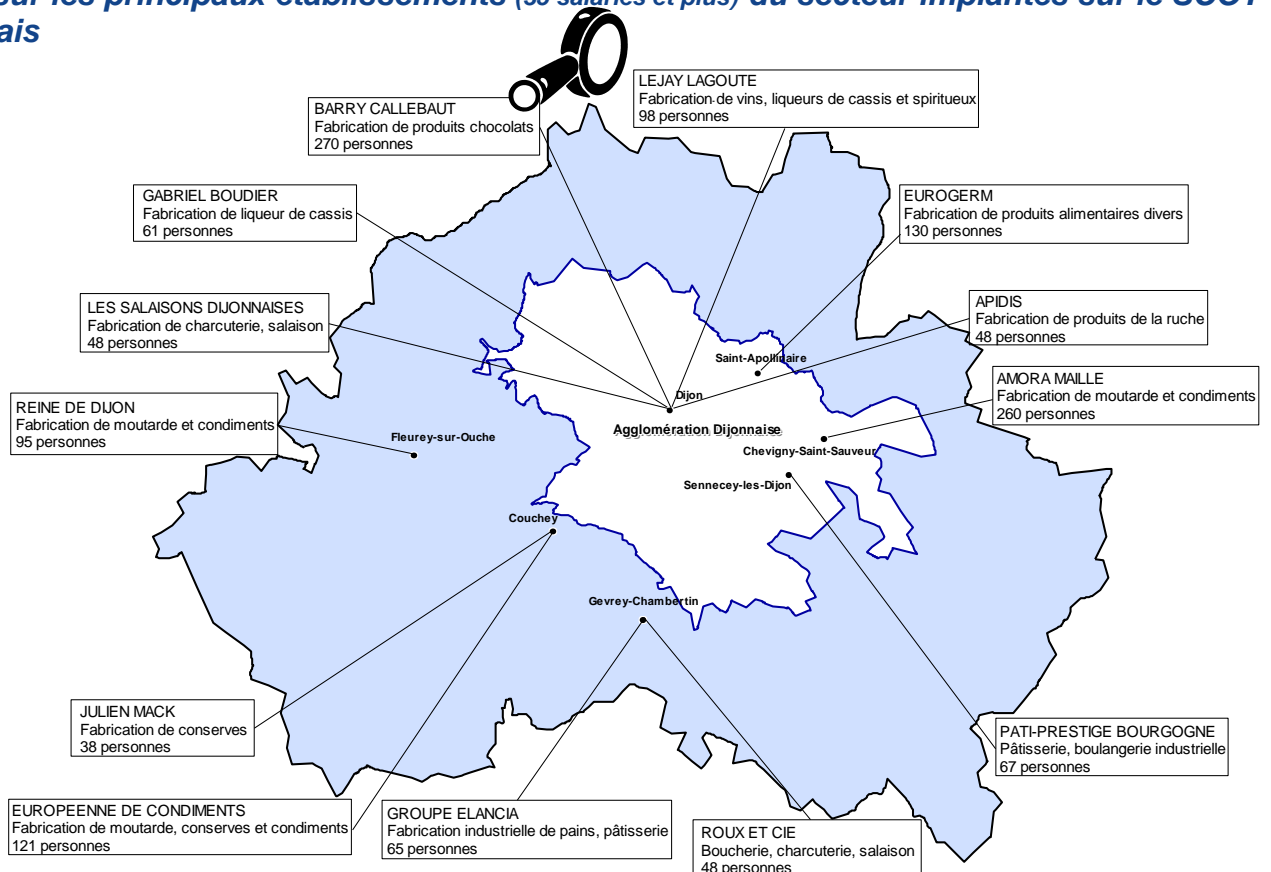 sur les principaux établissements (30 salariés et plus) du secteur implantés sur le SCOT
ais
LEJAY LAGOUTE
Fabrication de vins, liqueurs de cassis et spiritueux
98 personnes
BARRY CALLEBAUT
Fabrication de produits chocolats
270 personnes
GABRIEL BOUDIER
Fabrication de liqueur de cassis
61 personnes
EUROGERM
Fabrication de produits alimentaires divers
130 personnes
LES SALAISONS DIJONNAISES
Fabrication de charcuterie, salaison
48 personnes
APIDIS
Fabrication de produits de la ruche
48 personnes
Saint-Apollinaire
AMORA MAILLE
Fabrication de moutarde et condiments
260 personnes
REINE DE DIJON
Fabrication de moutarde et condiments
95 personnes
Dijon
Agglomération Dijonnaise
Fleurey-sur-Ouche
Chevigny-Saint-Sauveur
Sennecey-les-Dijon
Couchey
Gevrey-Chambertin
JULIEN MACK
Fabrication de conserves
38 personnes
PATI-PRESTIGE BOURGOGNE
Pâtisserie, boulangerie industrielle
67 personnes
EUROPEENNE DE CONDIMENTS
Fabrication de moutarde, conserves et condiments
121 personnes
GROUPE ELANCIA
Fabrication industrielle de pains, pâtisserie
65 personnes
ROUX ET CIE
Boucherie, charcuterie, salaison
48 personnes